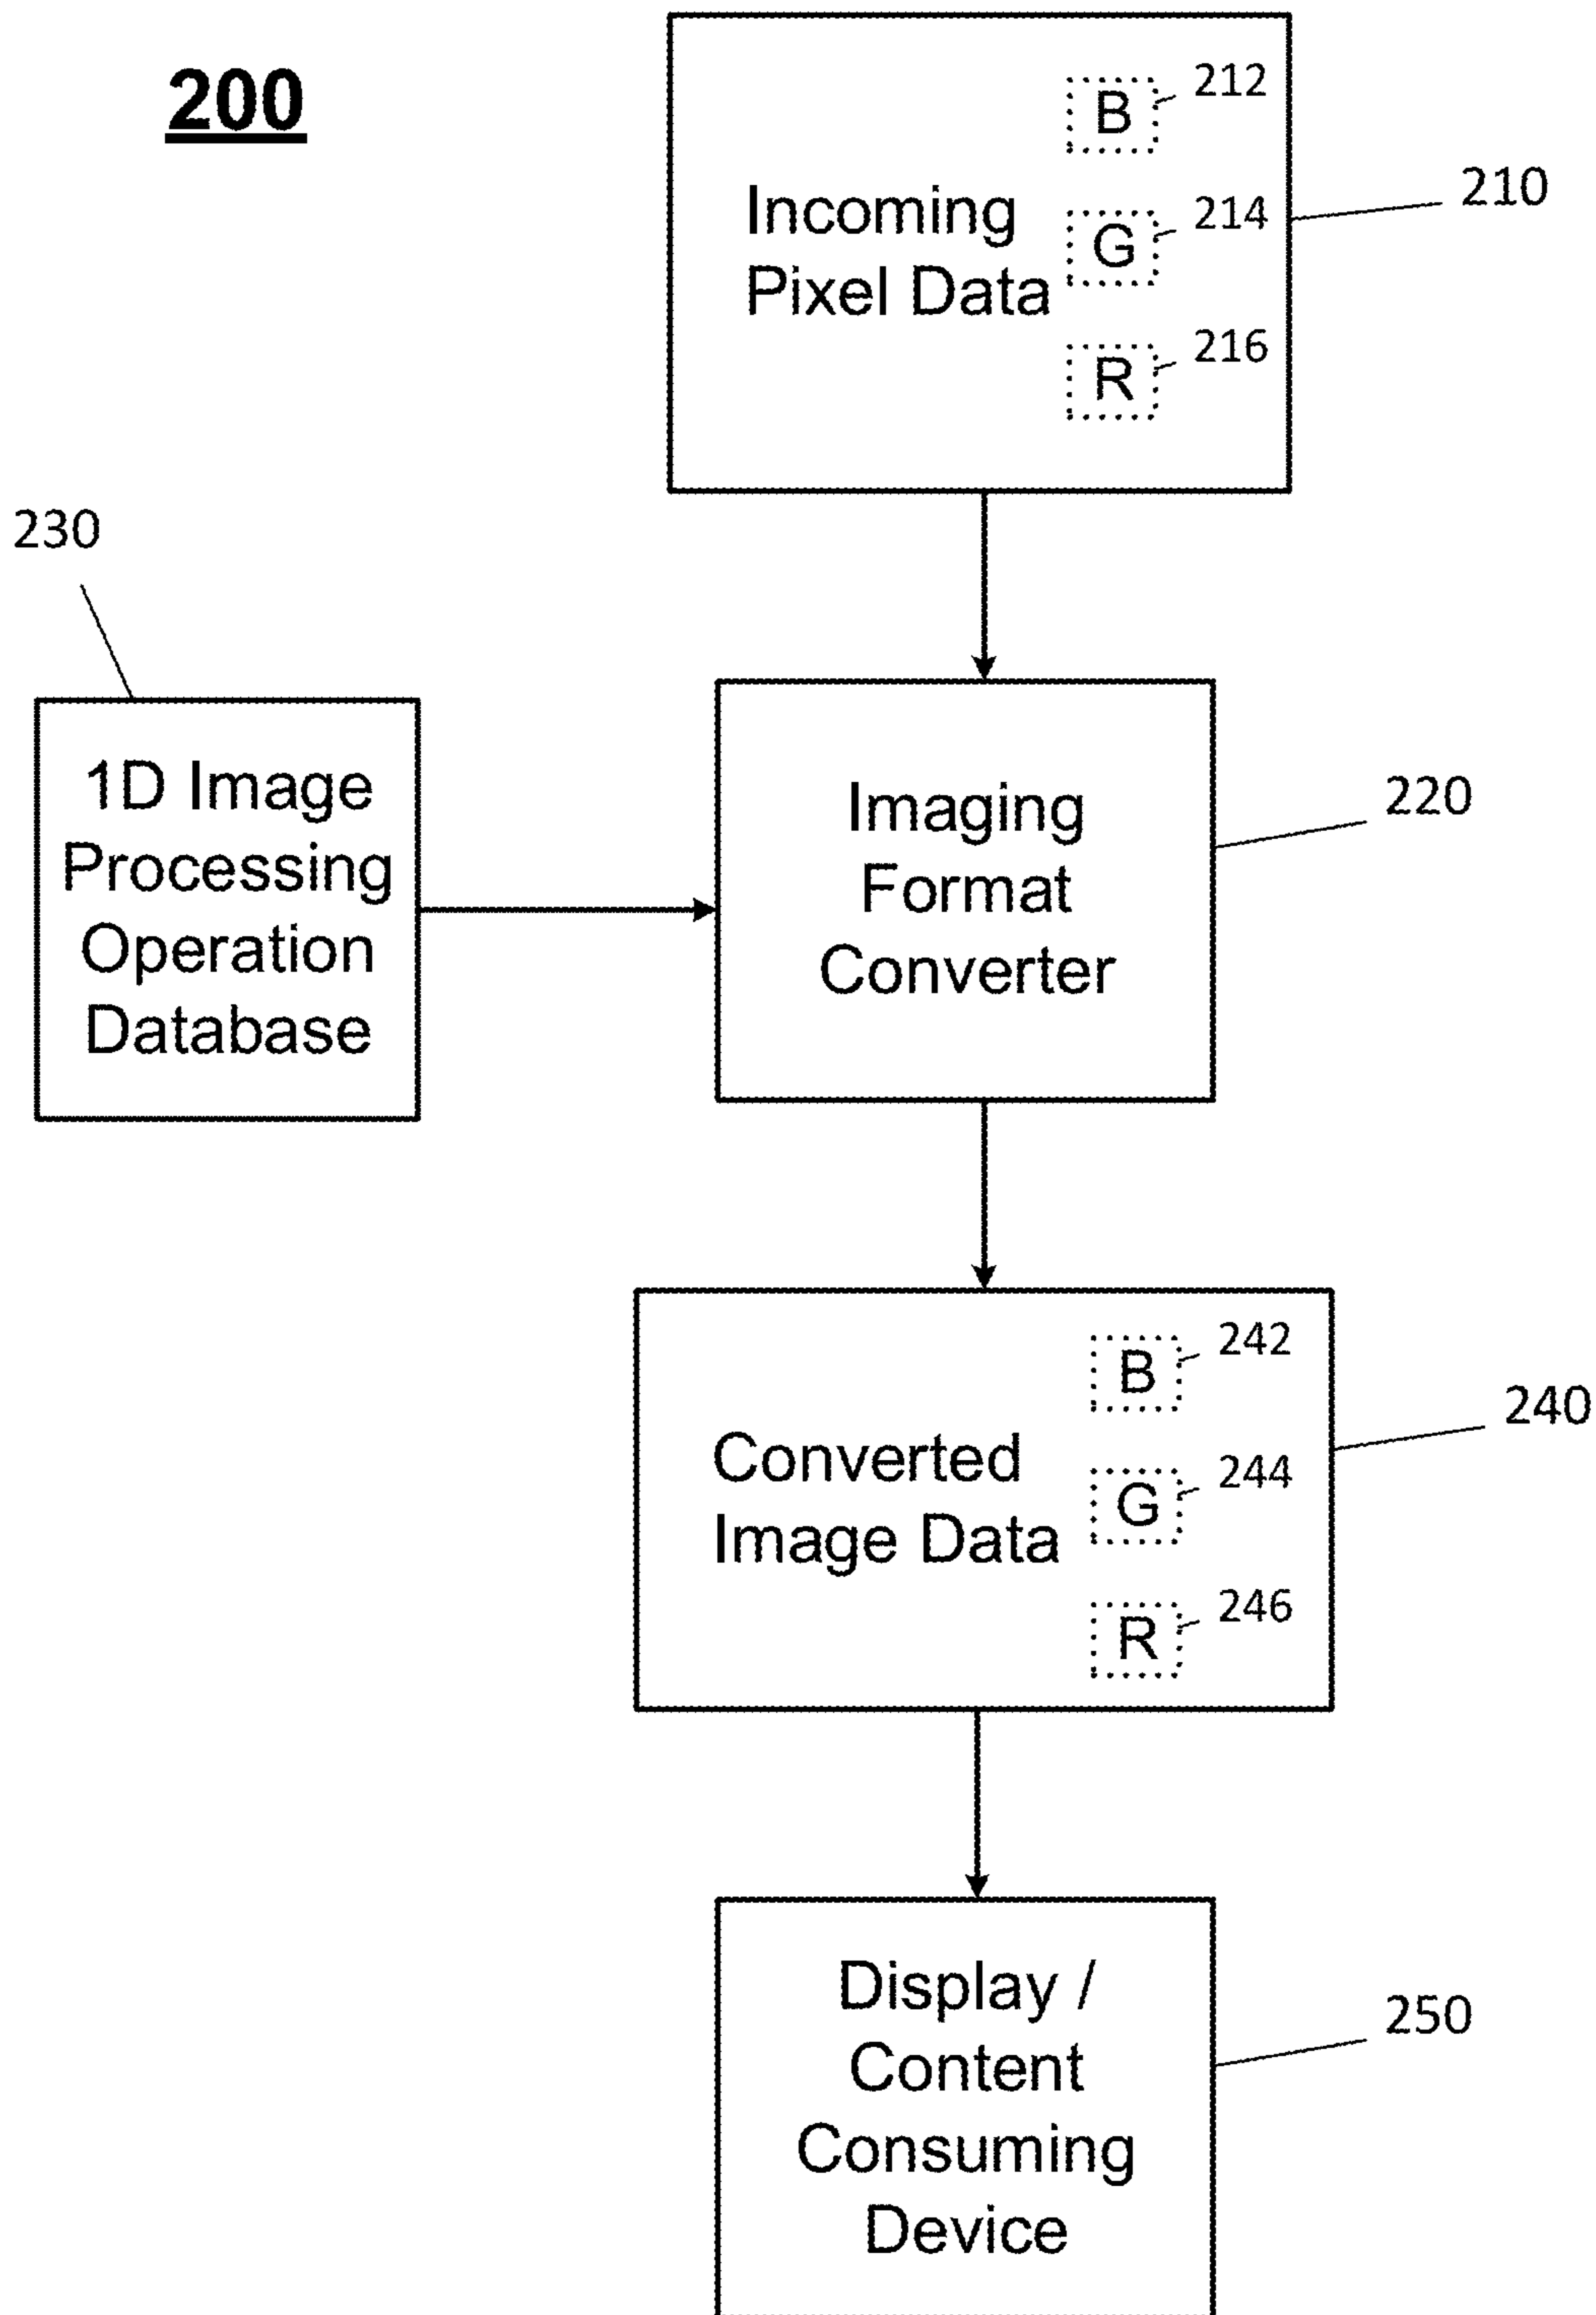 200
B 212
Incoming
Pixel Data
G 214
R 216
210
230
1D Image
Processing
Operation
Database
Imaging
Format
Converter
220
B 242
Converted
Image Data
G 244
R 246
240
Display /
Content
Consuming
Device
250